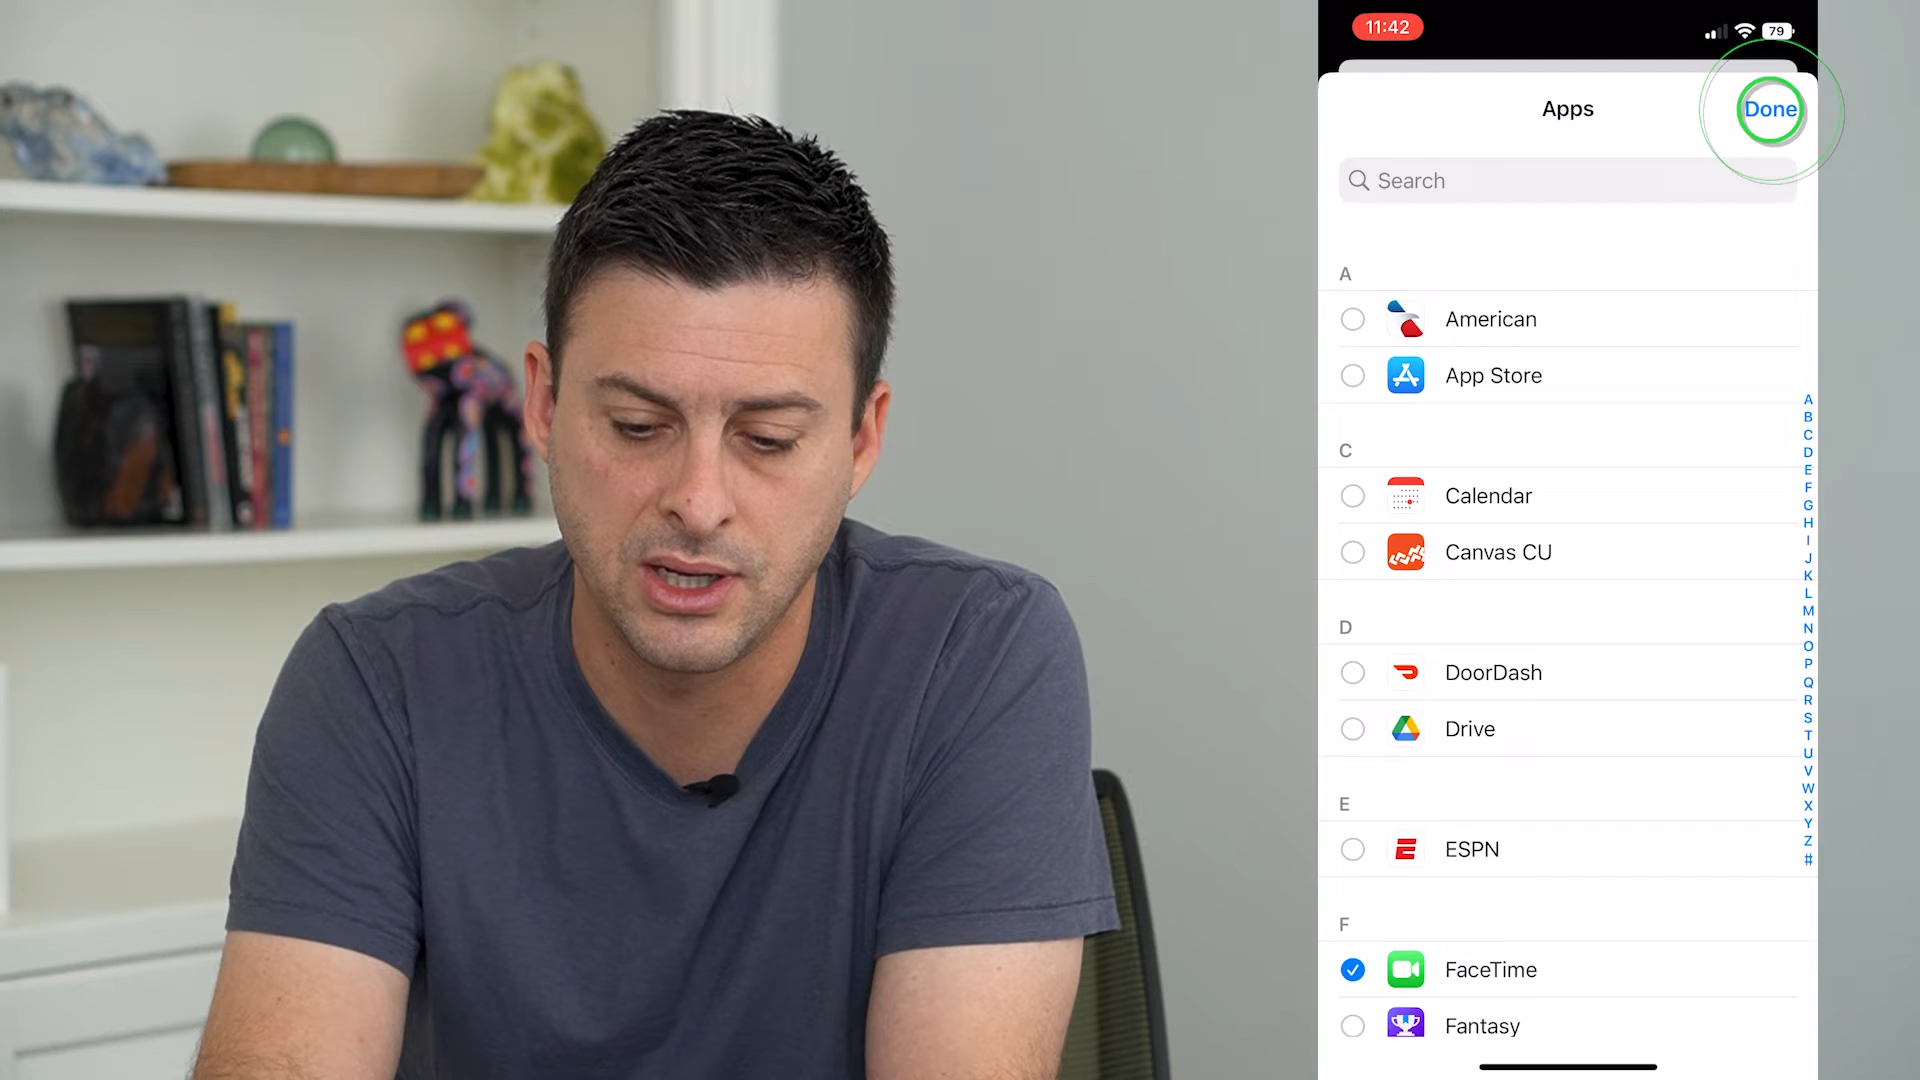 11:42
79
Apps
Done
Search
A
American
App Store
C
Calendar
Canvas CU
D
DoorDash
Drive
E
ESPN
F
FaceTime
Fantasy
A
B
C
D
E
F
G
H
I
J
K
L
M
N
O
P
Q
R
S
T
U
V
W
X
Y
Z
#